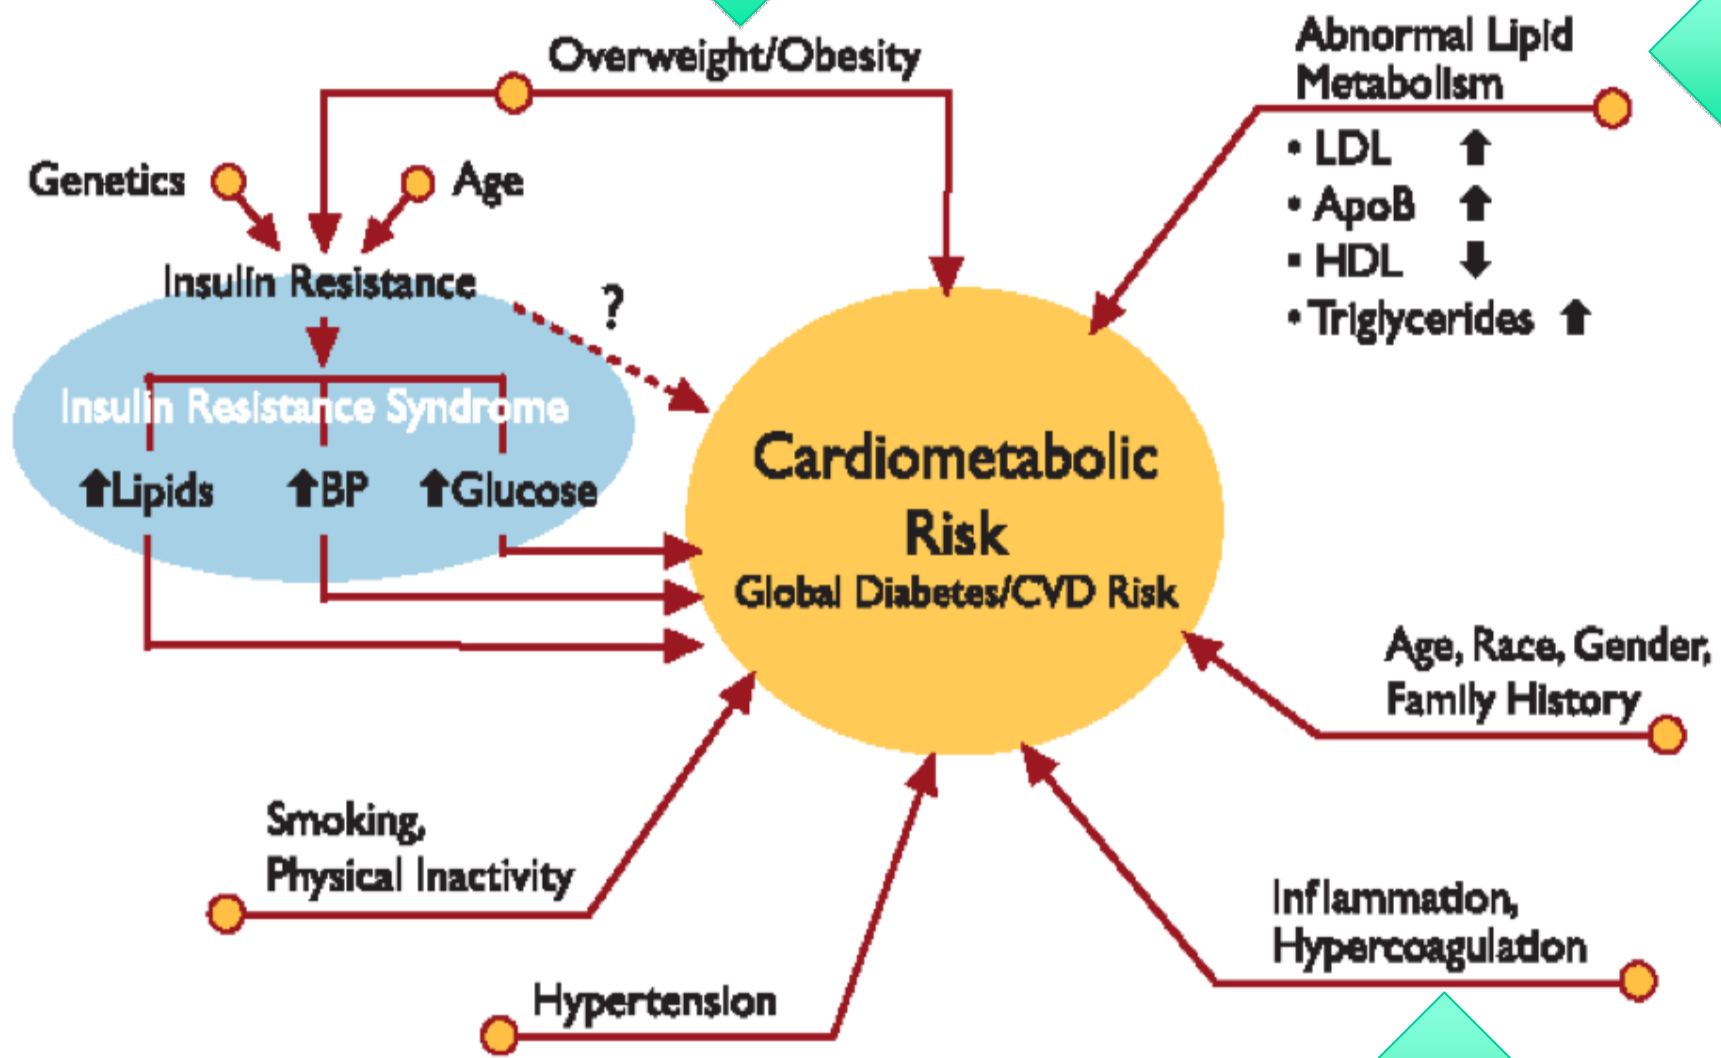 Overweight/Obesity
Abnormal Lipid
Metabolism
• LDL ⬆
• ApoB ⬆
▪ HDL ⬇
• Triglycerides ⬆
Genetics
Age
Insulin Resistance
?
Insulin Resistance Syndrome
⬆Lipids ⬆BP ⬆Glucose
Cardiometabolic
Risk
Global Diabetes/CVD Risk
Age, Race, Gender,
Family History
Smoking,
Physical Inactivity
Inflammation,
Hypercoagulation
Hypertension